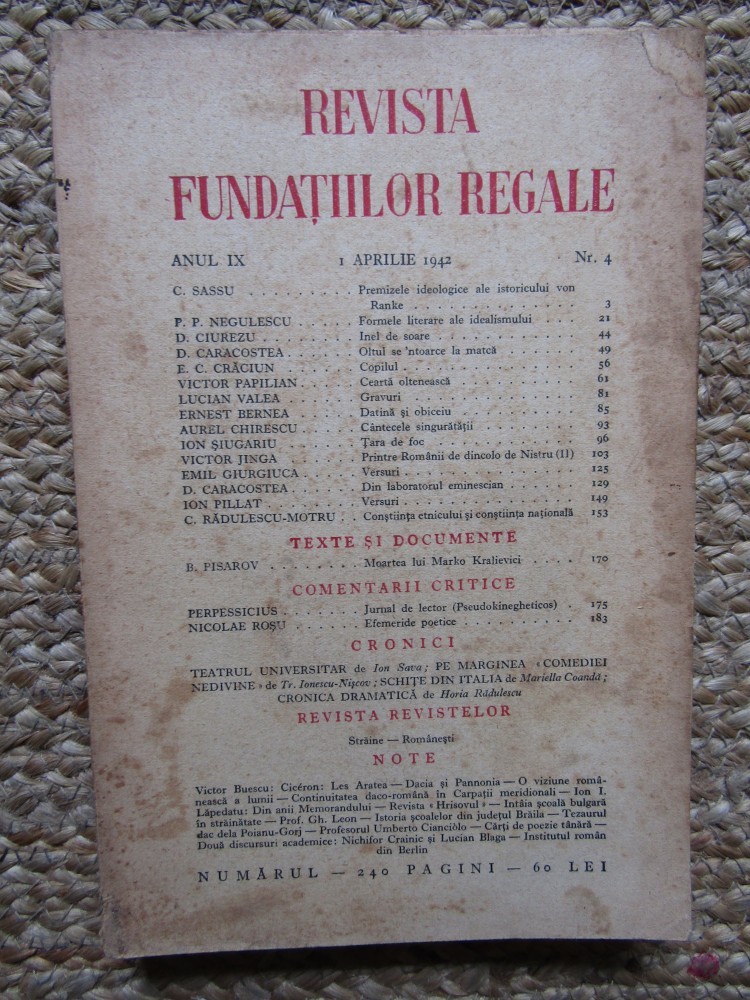 REVISTA
FUNDAȚIILOR REGALE
ANUL IX 1 APRILIE 1942 Nr. 4
C. SASSU . . . . . . . . . . Premizele ideologice ale istoricului von
Ranke . . . . . . . . . . . . . . . 3
P. P. NEGULESCU . . . . . Formele literare ale idealismului . . . 21
D. CIUREZU . . . . . . . . Inel de soare . . . . . . . . . . . . . 44
D. CARACOSTEA . . . . . Oltul se 'ntoarce la matcă . . . . . . 49
E. C. CRĂCIUN . . . . . . Copilul . . . . . . . . . . . . . . . . 56
VICTOR PAPILIAN . . . . Ceartă oltenească . . . . . . . . . . 61
LUCIAN VALEA . . . . . . Gravuri . . . . . . . . . . . . . . . . 81
ERNEST BERNEA . . . . . Datină și obiceiu . . . . . . . . . . 85
AUREL CHIRESCU . . . . Cântecele singurătății . . . . . . . . 93
ION ȘIUGARIU . . . . . . Țara de foc . . . . . . . . . . . . . . 96
VICTOR JINGA . . . . . . Printre Românii de dincolo de Nistru (II) 103
EMIL GIURGIUCA . . . . . Versuri . . . . . . . . . . . . . . . . 125
D. CARACOSTEA . . . . . Din laboratorul eminescian . . . . . 129
ION PILLAT . . . . . . . . Versuri . . . . . . . . . . . . . . . . 149
C. RĂDULESCU-MOTRU . . Conștiința etnicului și conștiința națională 153
TEXTE ȘI DOCUMENTE
B. PISAROV . . . . . . . . Moartea lui Marko Kralievici . . . . 170
COMENTARII CRITICE
PERPESSICIUS . . . . . . . Jurnal de lector (Pseudokinegheticos) . 175
NICOLAE ROȘU . . . . . . Efemeride poetice . . . . . . . . . . 183
CRONICI
TEATRUL UNIVERSITAR de Ion Sava; PE MARGINEA «COMEDIEI
NEDIVINE» de Tr. Ionescu-Nișcov; SCHIȚE DIN ITALIA de Mariella Coandă;
CRONICA DRAMATICĂ de Horia Rădulescu
REVISTA REVISTELOR
Străine — Românești
NOTE
Victor Buescu: Cicéron: Les Aratea — Dacia și Pannonia — O viziune româ-
nească a lumii — Continuitatea daco-română în Carpații meridionali — Ion I.
Lăpedatu: Din anii Memorandului — Revista «Hrisovul» — Întâia școală bulgară
în străinătate — Prof. Gh. Leon — Istoria școalelor din județul Brăila — Tezaurul
dac dela Poianu-Gorj — Profesorul Umberto Cianciòlo — Cărți de poezie tânără —
Două discursuri academice: Nichifor Crainic și Lucian Blaga — Institutul român
din Berlin
NUMĂRUL — 240 PAGINI — 60 LEI